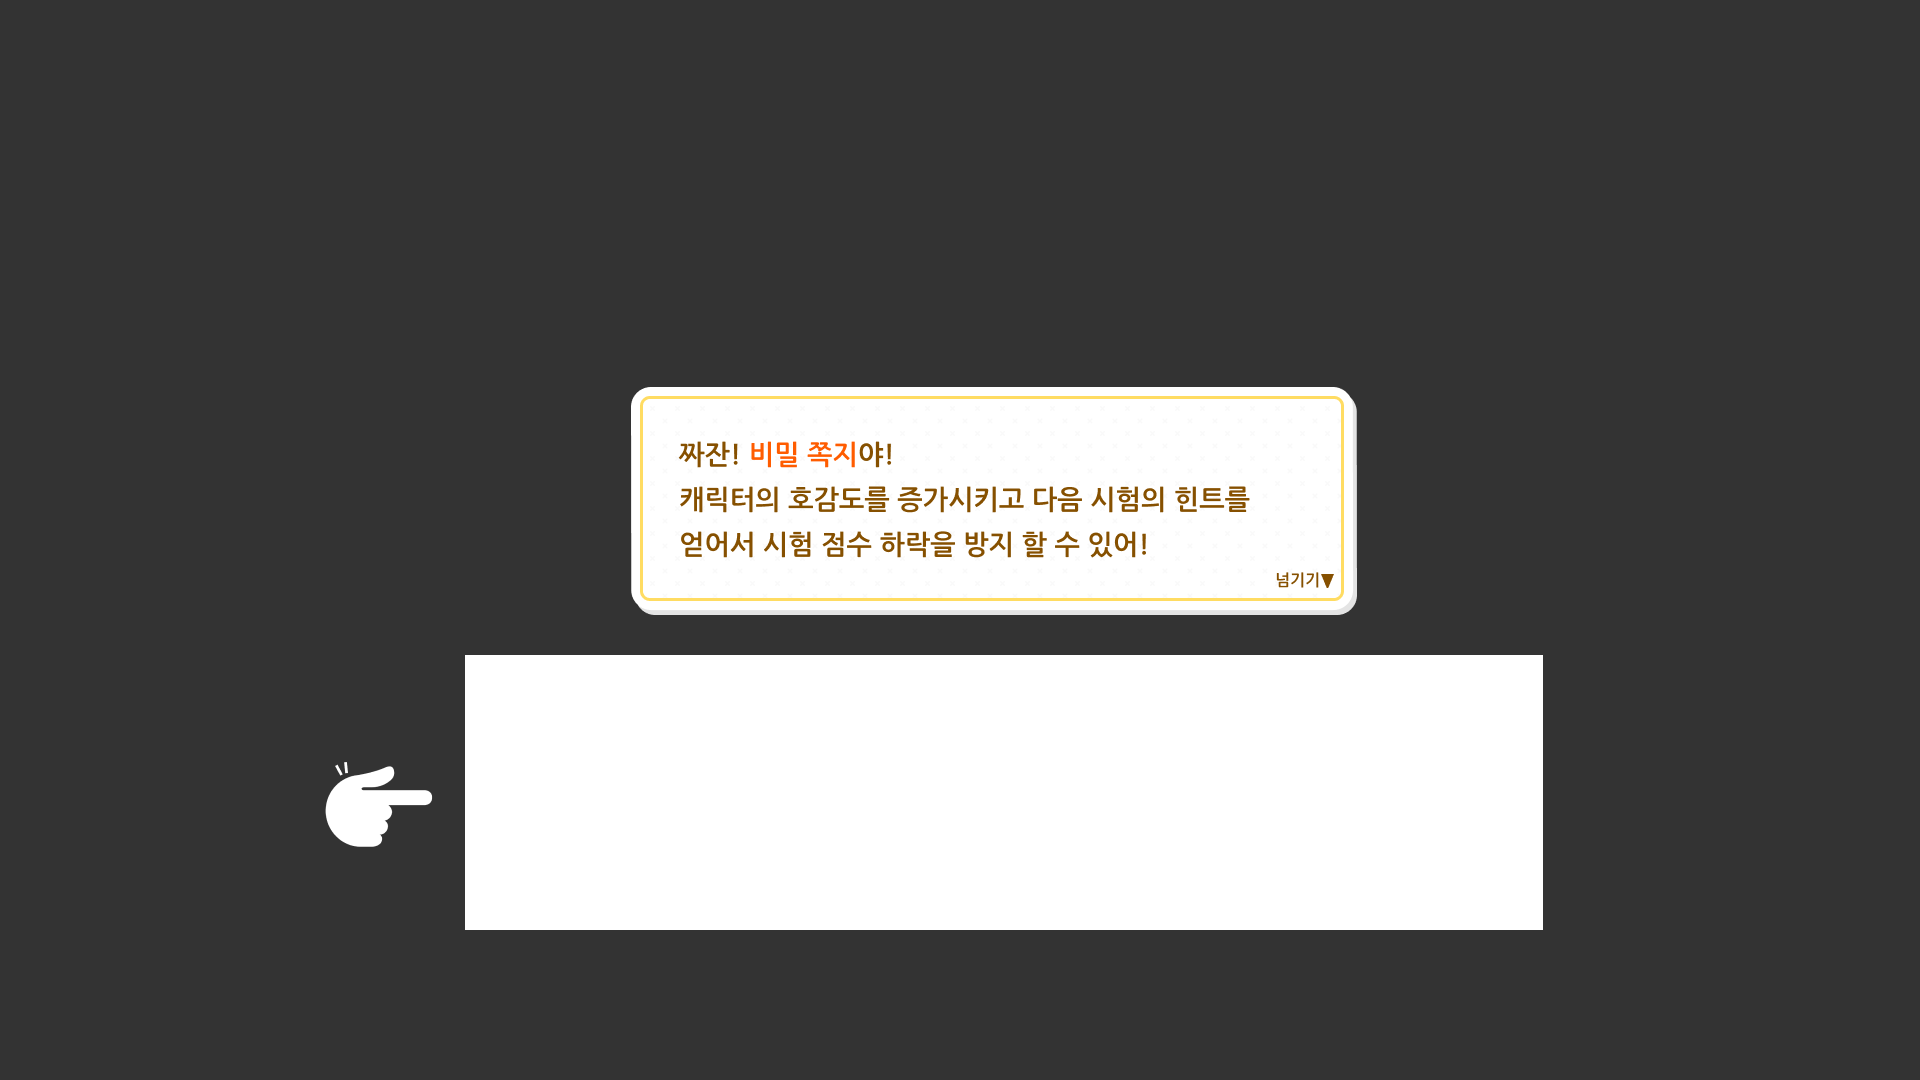 짜잔! 비밀 쪽지야!
캐릭터의 호감도를 증가시키고 다음 시험의 힌트를
얻어서 시험 점수 하락을 방지 할 수 있어!
넘기기▼